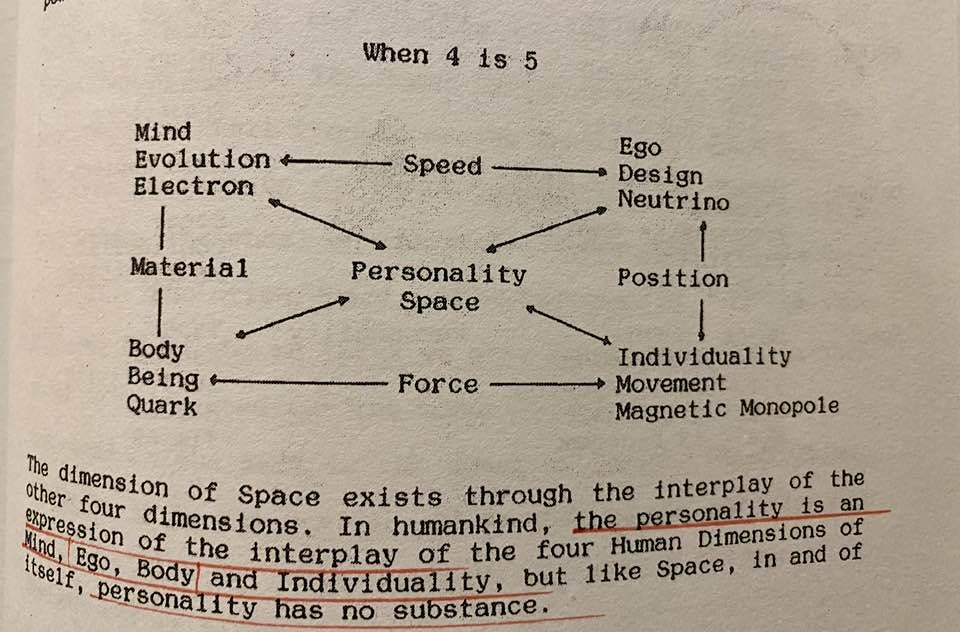 When 4 is 5
Mind
Evolution
Electron
Speed
Ego
Design
Neutrino
Material
Personality
Space
Position
Body
Being
Quark
Force
Individuality
Movement
Magnetic Monopole
The dimension of Space exists through the interplay of the
other four dimensions. In humankind, the personality is an
expression of the interplay of the four Human Dimensions of
Mind, Ego, Body and Individuality, but like Space, in and of
itself, personality has no substance.